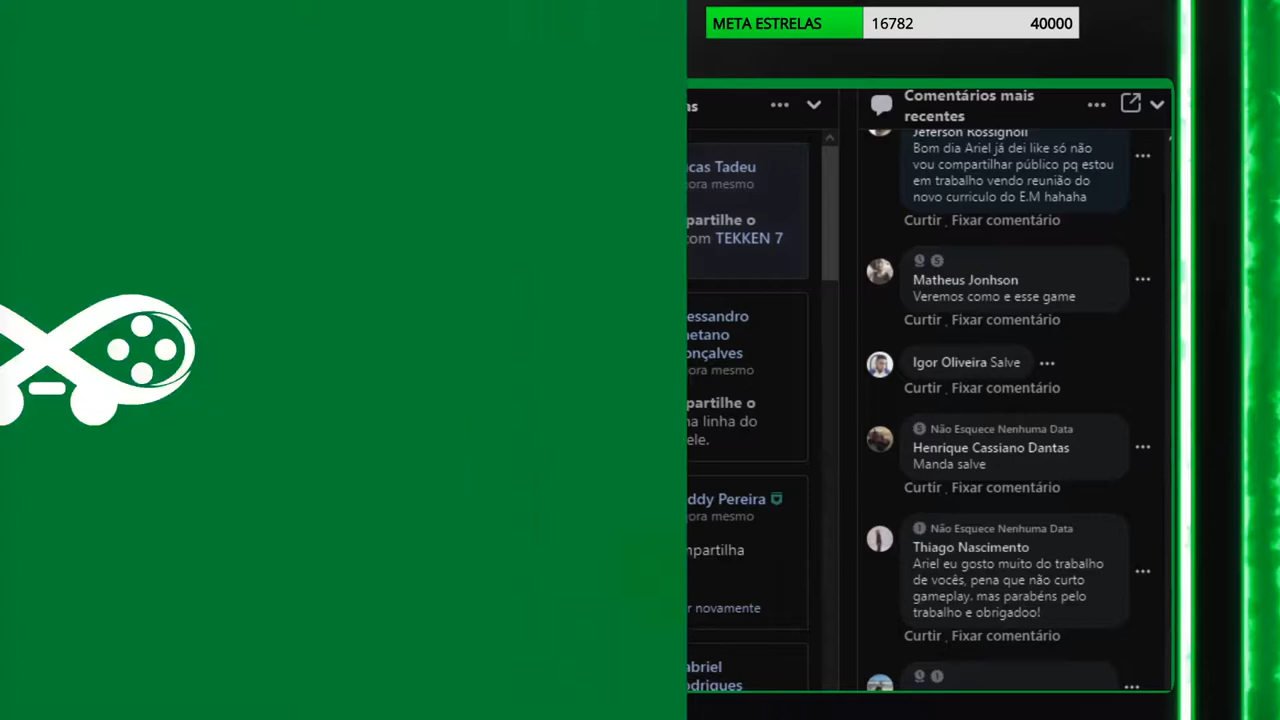 META ESTRELAS 16782 40000
Comentários mais
recentes
Jeferson Rossignoli
Bom dia Ariel já dei like só não
vou compartilhar público pq estou
em trabalho vendo reunião do
novo curriculo do E.M hahaha
Curtir Fixar comentário
Matheus Jonhson
Veremos como e esse game
Curtir Fixar comentário
Igor Oliveira Salve
Curtir Fixar comentário
Não Esquece Nenhuma Data
Henrique Cassiano Dantas
Manda salve
Curtir Fixar comentário
Não Esquece Nenhuma Data
Thiago Nascimento
Ariel eu gosto muito do trabalho
de vocês, pena que não curto
gameplay. mas parabéns pelo
trabalho e obrigadoo!
Curtir Fixar comentário
as
cas Tadeu
ora mesmo
partilhe o
com TEKKEN 7
essandro
etano
onçalves
ora mesmo
partilhe o
na linha do
ele.
ddy Pereira
ora mesmo
mpartilha
r novamente
abriel
odrigues